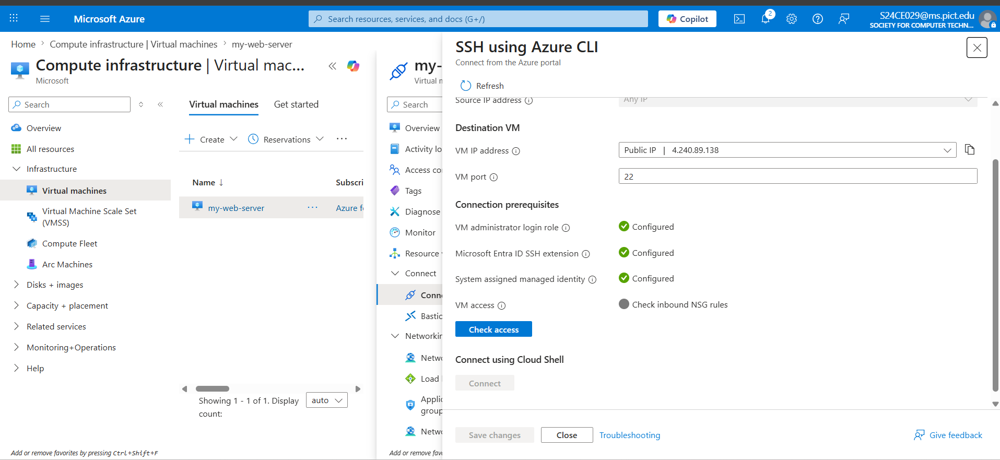 Microsoft Azure
Search resources, services, and docs (G+/)
Copilot
2
S24CE029@ms.pict.edu
SOCIETY FOR COMPUTER TECHN...
Home > Compute infrastructure | Virtual machines > my-web-server
Compute infrastructure | Virtual mac...
Microsoft
Search
Overview
All resources
Infrastructure
Virtual machines
Virtual Machine Scale Set
(VMSS)
Compute Fleet
Arc Machines
Disks + images
Capacity + placement
Related services
Monitoring+Operations
Help
Add or remove favorites by pressing Ctrl+Shift+F
Virtual machines Get started
Create Reservations ...
Name ↓ Subscri
my-web-server ... Azure fo
Showing 1 - 1 of 1. Display
count:
auto
my-
Virtual m
Search
Overview
Activity lo
Access co
Tags
Diagnose
Monitor
Resource v
Connect
Conne
Bastio
Networkin
Netwo
Load
Applic
group
Netwo
Add or remove favo
SSH using Azure CLI
Connect from the Azure portal
Refresh
Source IP address
Any IP
Destination VM
VM IP address
Public IP | 4.240.89.138
VM port
22
Connection prerequisites
VM administrator login role
Configured
Microsoft Entra ID SSH extension
Configured
System assigned managed identity
Configured
VM access
Check inbound NSG rules
Check access
Connect using Cloud Shell
Connect
Save changes
Close
Troubleshooting
Give feedback